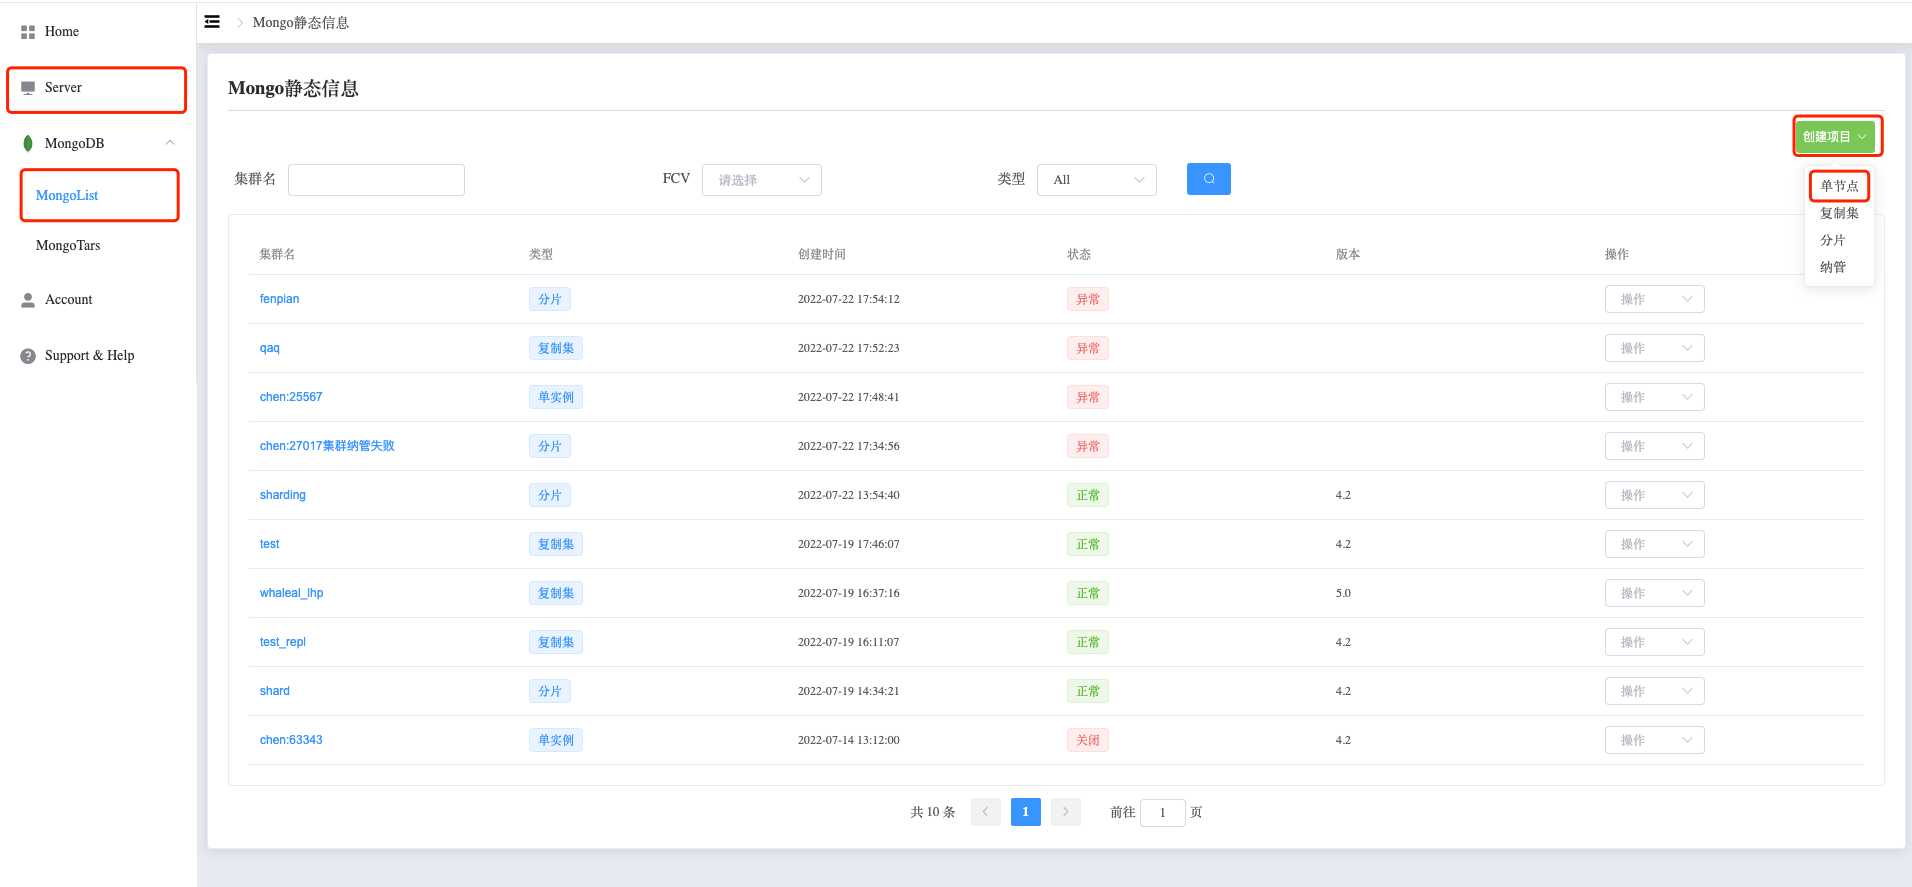 Home
Server
MongoDB
MongoList
MongoTars
Account
Support & Help
Mongo静态信息
Mongo静态信息
创建项目
单节点
复制集
分片
纳管
集群名
FCV 请选择
类型 All
集群名 类型 创建时间 状态 版本 操作
fenpian 分片 2022-07-22 17:54:12 异常 操作
qaq 复制集 2022-07-22 17:52:23 异常 操作
chen:25567 单实例 2022-07-22 17:48:41 异常 操作
chen:27017集群纳管失败 分片 2022-07-22 17:34:56 异常 操作
sharding 分片 2022-07-22 13:54:40 正常 4.2 操作
test 复制集 2022-07-19 17:46:07 正常 4.2 操作
whaleal_lhp 复制集 2022-07-19 16:37:16 正常 5.0 操作
test_repl 复制集 2022-07-19 16:11:07 正常 4.2 操作
shard 分片 2022-07-19 14:34:21 正常 4.2 操作
chen:63343 单实例 2022-07-14 13:12:00 关闭 4.2 操作
共 10 条 1 前往 1 页